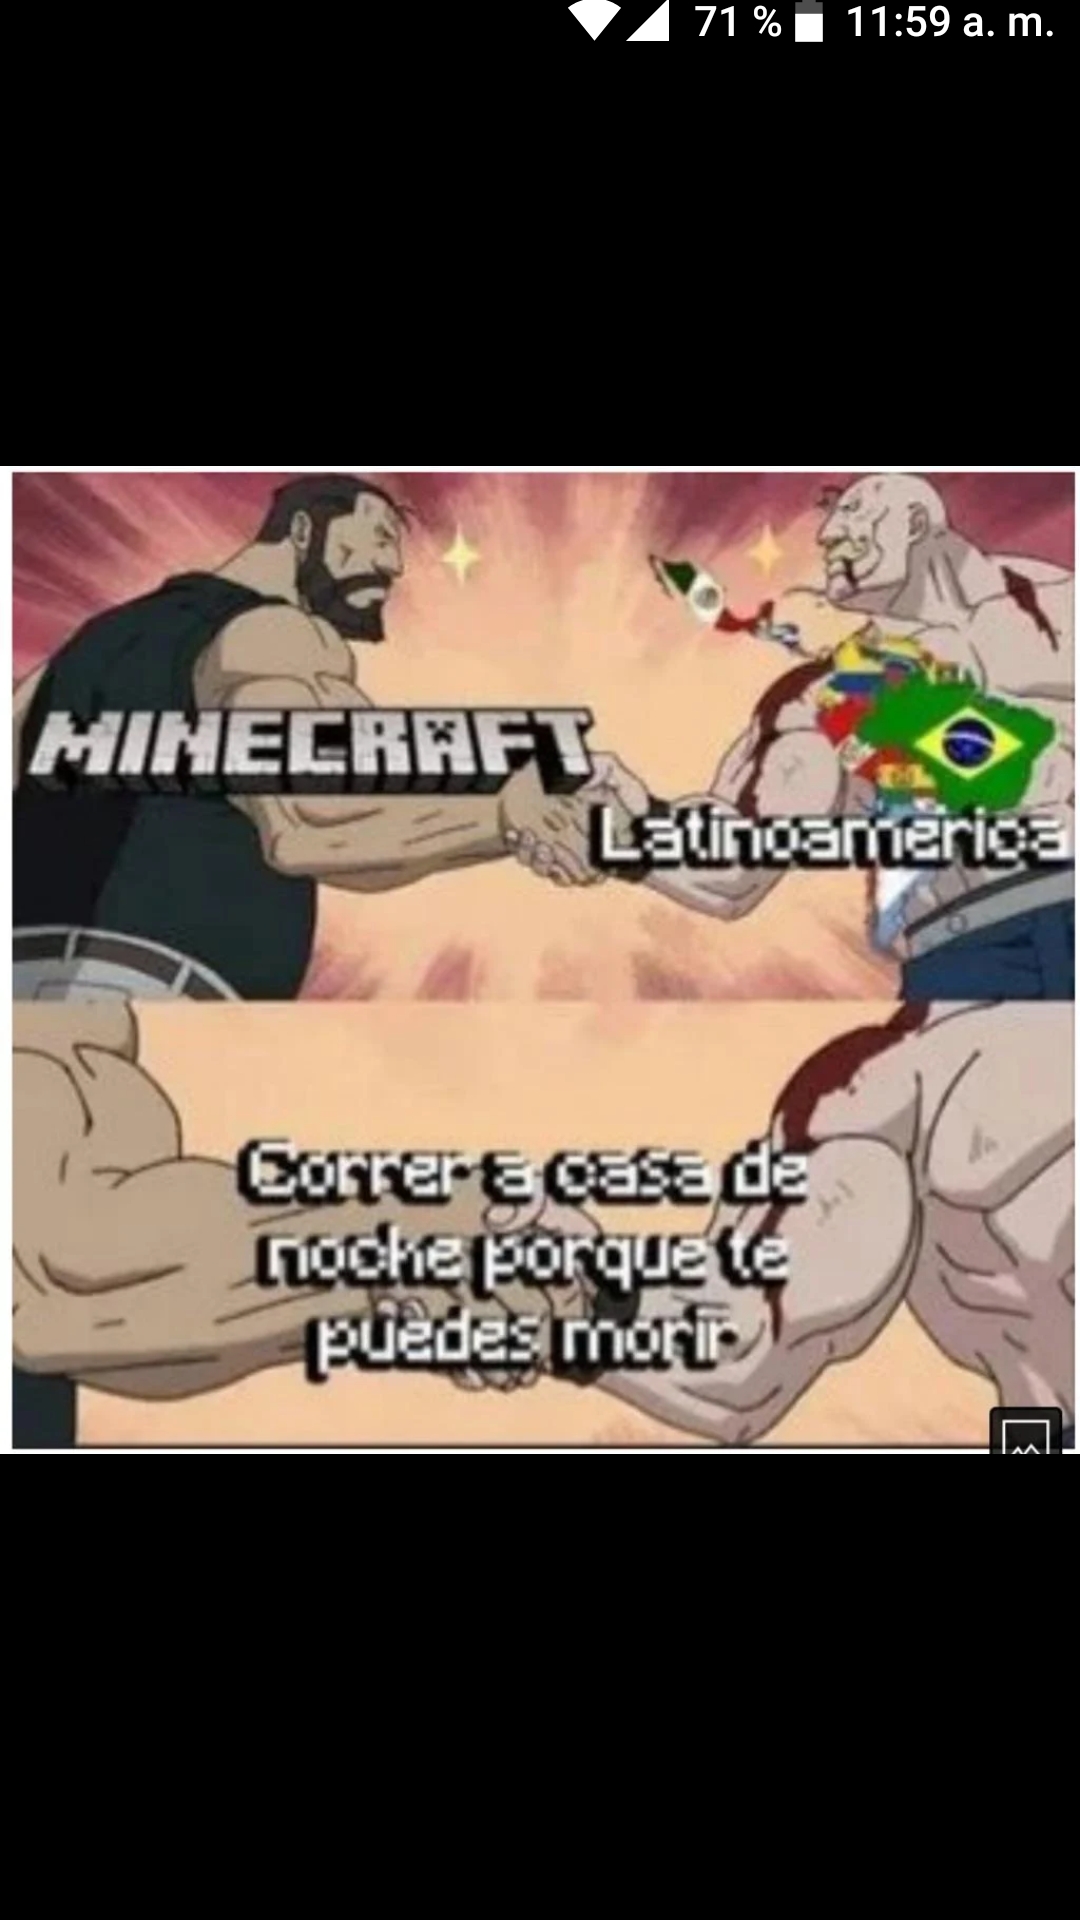 71 % 11:59 a. m.
MINECRAFT
Latinoamérica
Correr a casa de
noche porque te
puedes morir